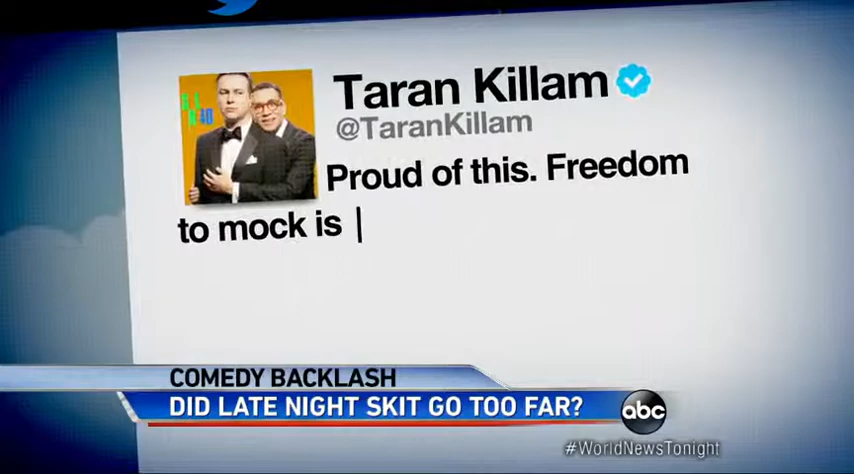 Taran Killam
@TaranKillam
Proud of this. Freedom
to mock is
COMEDY BACKLASH
DID LATE NIGHT SKIT GO TOO FAR?
abc
#WorldNewsTonight